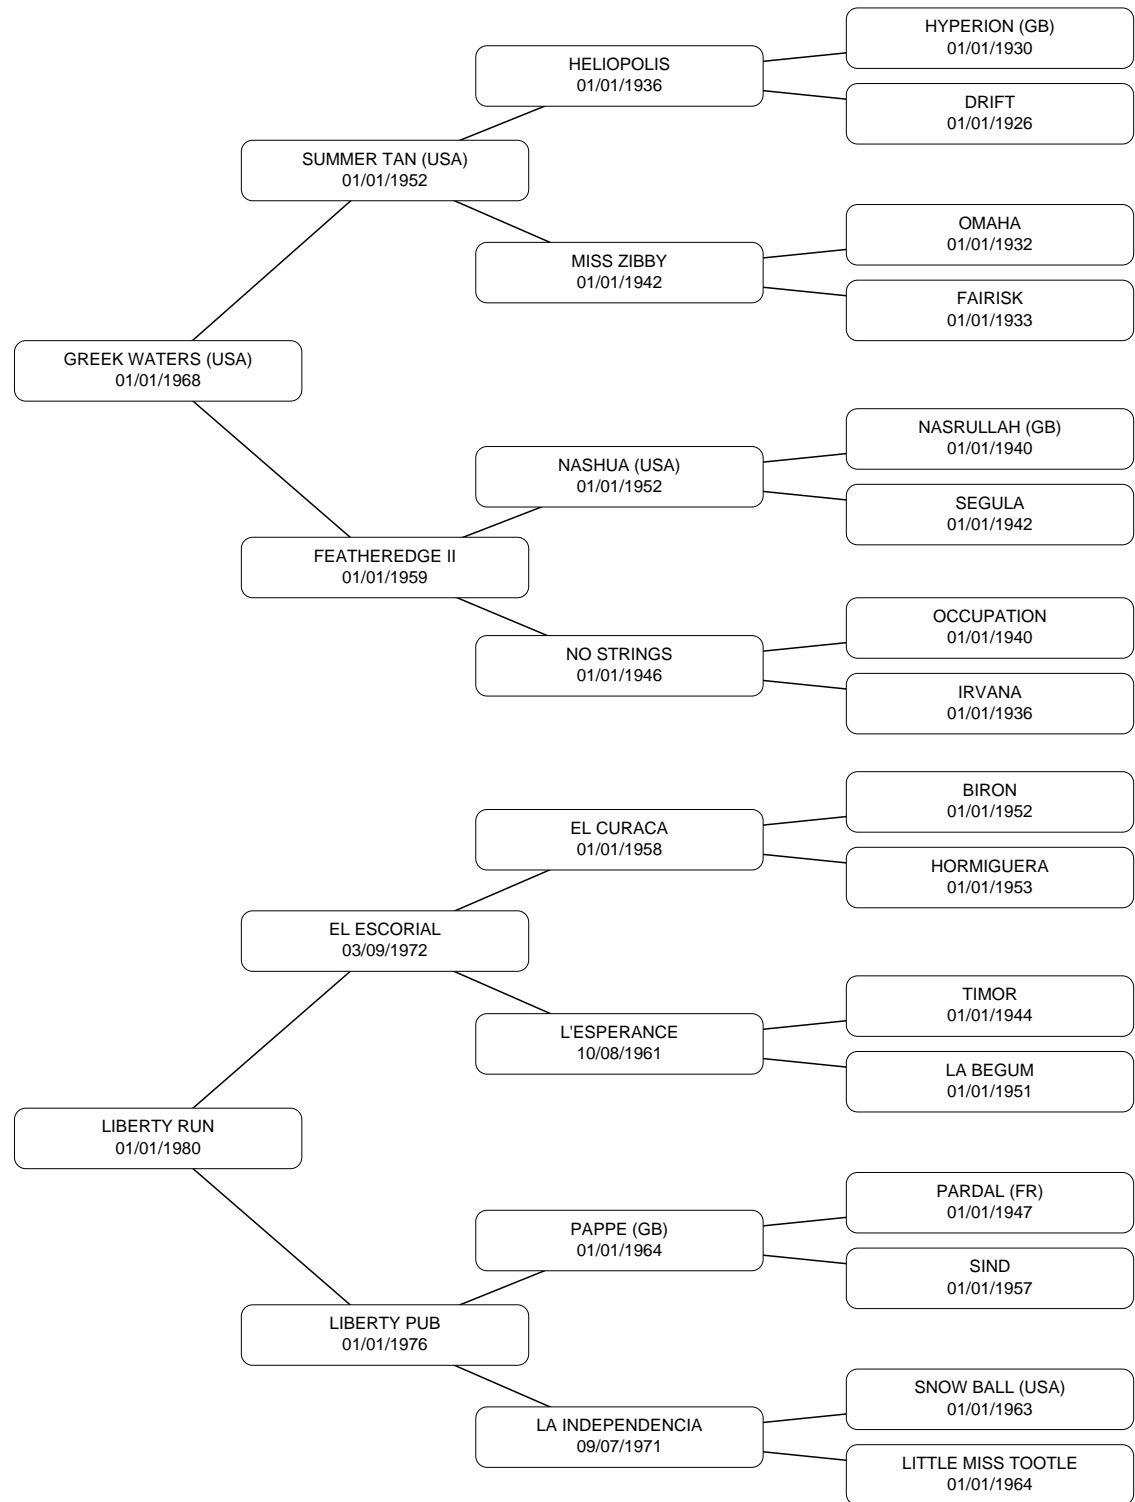 HYPERION (GB)
01/01/1930
HELIOPOLIS
01/01/1936
DRIFT
01/01/1926
SUMMER TAN (USA)
01/01/1952
OMAHA
01/01/1932
MISS ZIBBY
01/01/1942
FAIRISK
01/01/1933
GREEK WATERS (USA)
01/01/1968
NASRULLAH (GB)
01/01/1940
NASHUA (USA)
01/01/1952
SEGULA
01/01/1942
FEATHEREDGE II
01/01/1959
OCCUPATION
01/01/1940
NO STRINGS
01/01/1946
IRVANA
01/01/1936
BIRON
01/01/1952
EL CURACA
01/01/1958
HORMIGUERA
01/01/1953
EL ESCORIAL
03/09/1972
TIMOR
01/01/1944
L'ESPERANCE
10/08/1961
LA BEGUM
01/01/1951
LIBERTY RUN
01/01/1980
PARDAL (FR)
01/01/1947
PAPPE (GB)
01/01/1964
SIND
01/01/1957
LIBERTY PUB
01/01/1976
SNOW BALL (USA)
01/01/1963
LA INDEPENDENCIA
09/07/1971
LITTLE MISS TOOTLE
01/01/1964